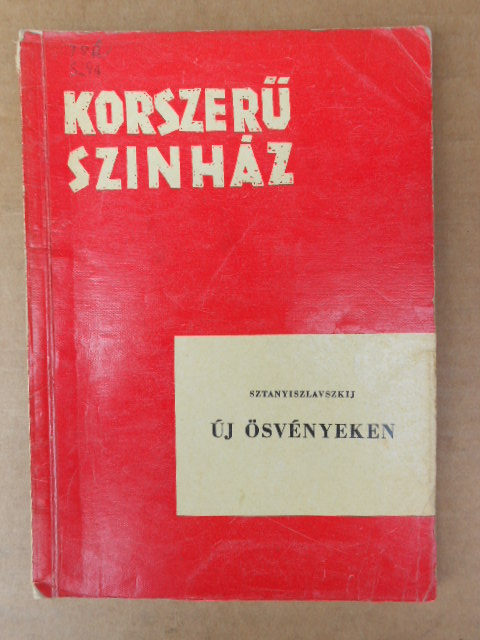 KORSZERŰ
SZINHÁZ
SZTANYISZLAVSZKIJ
ÚJ ÖSVÉNYEKEN